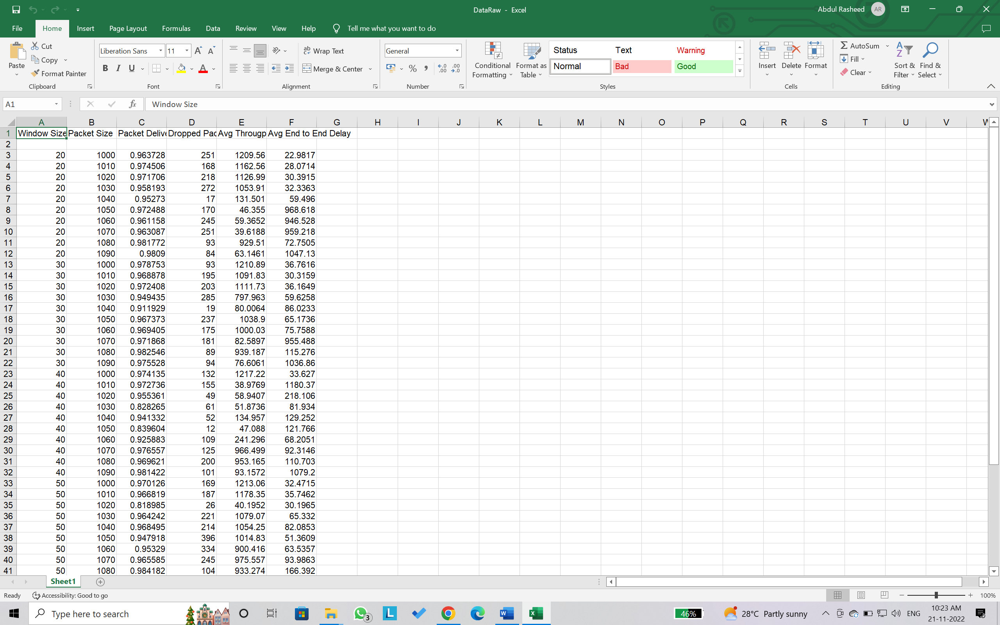 DataRaw - Excel
Abdul Rasheed AR
File Home Insert Page Layout Formulas Data Review View Help Tell me what you want to do
Paste
Cut
Copy
Format Painter
Clipboard
Liberation Sans 11
B I U
Font
Wrap Text
Merge & Center
Alignment
General
Number
Conditional Formatting
Format as Table
Status Text Warning
Normal Bad Good
Styles
Insert Delete Format
Cells
AutoSum
Fill
Clear
Sort & Filter
Find & Select
Editing
A1 fx Window Size
A B C D E F G H I J K L M N O P Q R S T U V W
1 Window Size Packet Size Packet Delive Dropped Pac Avg Througp Avg End to End Delay
2
3 20 1000 0.963728 251 1209.56 22.9817
4 20 1010 0.974506 168 1162.56 28.0714
5 20 1020 0.971706 218 1126.99 30.3915
6 20 1030 0.958193 272 1053.91 32.3363
7 20 1040 0.95273 17 131.501 59.496
8 20 1050 0.972488 170 46.355 968.618
9 20 1060 0.961158 245 59.3652 946.528
10 20 1070 0.963087 251 39.6188 959.218
11 20 1080 0.981772 93 929.51 72.7505
12 20 1090 0.9809 84 63.1461 1047.13
13 30 1000 0.978753 93 1210.89 36.7616
14 30 1010 0.968878 195 1091.83 30.3159
15 30 1020 0.972408 203 1111.73 36.1649
16 30 1030 0.949435 285 797.963 59.6258
17 30 1040 0.911929 19 80.0064 86.0233
18 30 1050 0.967373 237 1038.9 65.1736
19 30 1060 0.969405 175 1000.03 75.7588
20 30 1070 0.971868 181 82.5897 955.488
21 30 1080 0.982546 89 939.187 115.276
22 30 1090 0.975528 94 76.6061 1036.86
23 40 1000 0.974135 132 1217.22 33.627
24 40 1010 0.972736 155 38.9769 1180.37
25 40 1020 0.955361 49 58.9407 218.106
26 40 1030 0.828265 61 51.8736 81.934
27 40 1040 0.941332 52 134.957 129.252
28 40 1050 0.839604 12 47.088 121.766
29 40 1060 0.925883 109 241.296 68.2051
30 40 1070 0.976557 125 966.499 92.3146
31 40 1080 0.969621 200 953.165 110.703
32 40 1090 0.981422 101 93.1572 1079.2
33 50 1000 0.970126 169 1213.06 32.4715
34 50 1010 0.966819 187 1178.35 35.7462
35 50 1020 0.818985 26 40.1952 30.1965
36 50 1030 0.964242 221 1079.07 65.332
37 50 1040 0.968495 214 1054.25 82.0853
38 50 1050 0.947918 396 1014.83 51.3609
39 50 1060 0.95329 334 900.416 63.5357
40 50 1070 0.965585 245 975.557 93.9863
41 50 1080 0.984182 104 933.274 166.392
Sheet1
Ready Accessibility: Good to go 100%
Type here to search 3 46% 28°C Partly sunny ENG 10:23 AM
21-11-2022